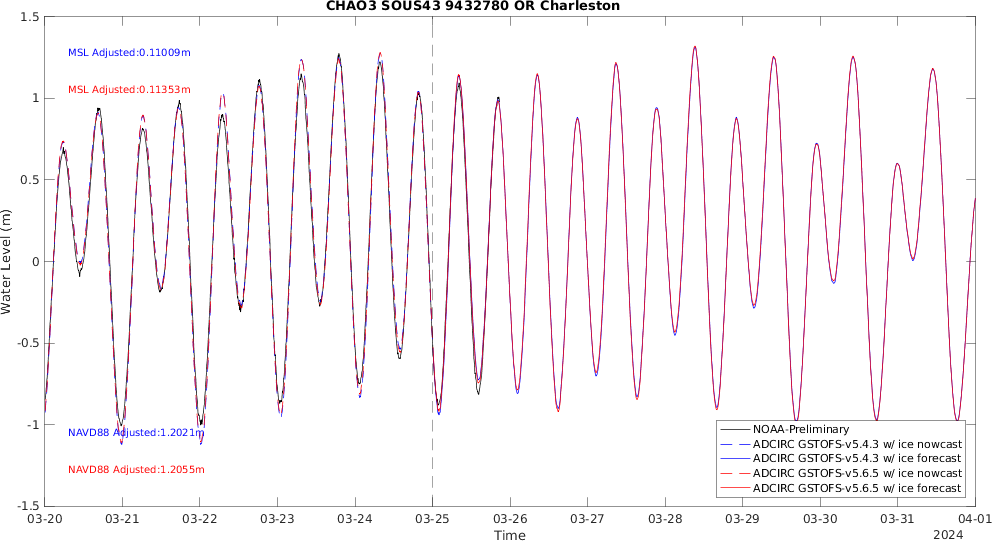 CHAO3 SOUS43 9432780 OR Charleston
1.5
1
0.5
0
-0.5
-1
-1.5
Water Level (m)
MSL Adjusted:0.11009m
MSL Adjusted:0.11353m
NAVD88 Adjusted:1.2021m
NAVD88 Adjusted:1.2055m
NOAA-Preliminary
ADCIRC GSTOFS-v5.4.3 w/ ice nowcast
ADCIRC GSTOFS-v5.4.3 w/ ice forecast
ADCIRC GSTOFS-v5.6.5 w/ ice nowcast
ADCIRC GSTOFS-v5.6.5 w/ ice forecast
03-20 03-21 03-22 03-23 03-24 03-25 03-26 03-27 03-28 03-29 03-30 03-31 04-01
Time
2024